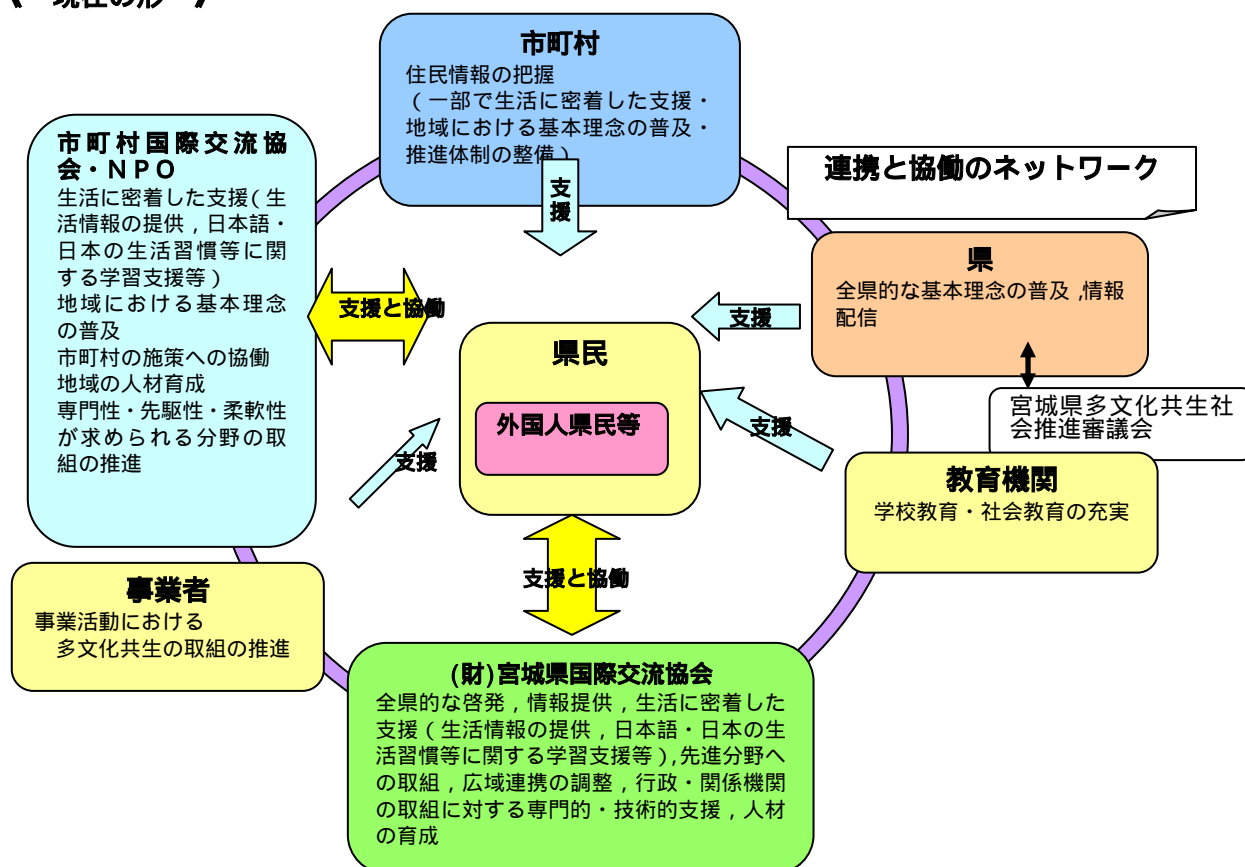 《 現在の形 》
市町村
住民情報の把握
(一部で生活に密着した支援・
地域における基本理念の普及・
推進体制の整備)
支
援
市町村国際交流協
会・NPO
生活に密着した支援(生
活情報の提供,日本語・
日本の生活習慣等に関
する学習支援等)
地域における基本理念
の普及
市町村の施策への協働
地域の人材育成
専門性・先駆性・柔軟性
が求められる分野の取
組の推進
連携と協働のネットワーク
県
全県的な基本理念の普及,情報
配信
支援と協働
支援
県民
外国人県民等
宮城県多文化共生社
会推進審議会
支援
支援
教育機関
学校教育・社会教育の充実
支援と協働
事業者
事業活動における
多文化共生の取組の推進
(財)宮城県国際交流協会
全県的な啓発,情報提供,生活に密着した
支援(生活情報の提供,日本語・日本の生
活習慣等に関する学習支援等),先進分野へ
の取組,広域連携の調整,行政・関係機関
の取組に対する専門的・技術的支援,人材
の育成